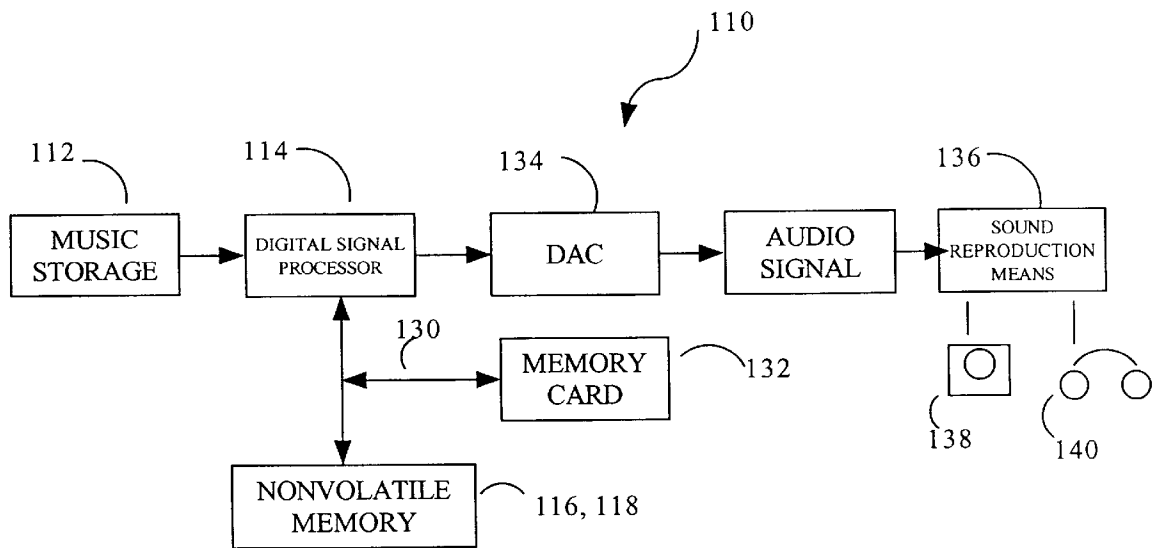 110
112
114
134
136
MUSIC
STORAGE
DIGITAL SIGNAL
PROCESSOR
DAC
AUDIO
SIGNAL
SOUND
REPRODUCTION
MEANS
130
MEMORY
CARD
132
138
140
NONVOLATILE
MEMORY
116, 118